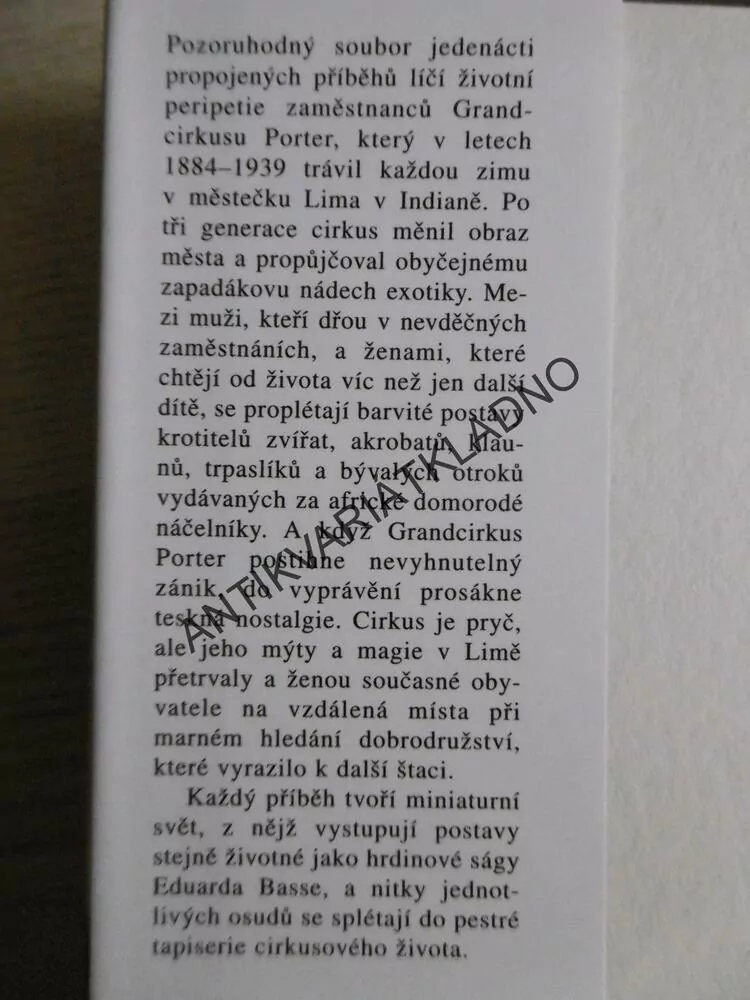 Pozoruhodný soubor jedenácti
propojených příběhů líčí životní
peripetie zaměstnanců Grand-
cirkusu Porter, který v letech
1884–1939 trávil každou zimu
v městečku Lima v Indianě. Po
tři generace cirkus měnil obraz
města a propůjčoval obyčejnému
zapadákovu nádech exotiky. Me-
zi muži, kteří dřou v nevděčných
zaměstnáních, a ženami, které
chtějí od života víc než jen další
dítě, se proplétají barvité postavy
krotitelů zvířat, akrobatů, klau-
nů, trpaslíků a bývalých otroků
vydávaných za africké domorodé
náčelníky. A když Grandcirkus
Porter postihne nevyhnutelný
zánik, do vyprávění prosákne
teskná nostalgie. Cirkus je pryč,
ale jeho mýty a magie v Limě
přetrvaly a ženou současné oby-
vatele na vzdálená místa při
marném hledání dobrodružství,
které vyrazilo k další štaci.
Každý příběh tvoří miniaturní
svět, z nějž vystupují postavy
stejně životné jako hrdinové ságy
Eduarda Basse, a nitky jednot-
livých osudů se splétají do pestré
tapiserie cirkusového života.
ANTIKVARIATKLADNO